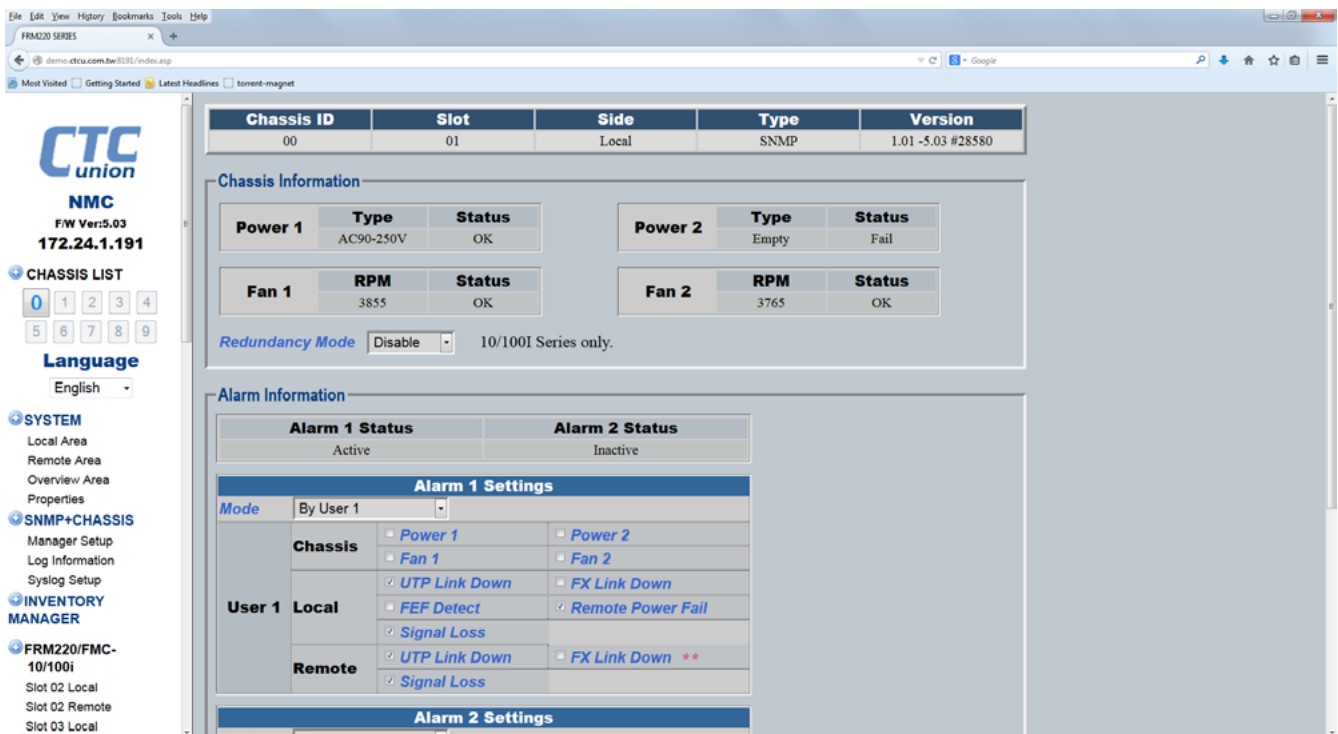 File Edit View History Bookmarks Tools Help
FRM220 SERIES x +
demo.ctcu.com.tw:8191/index.asp Google
Most Visited Getting Started Latest Headlines torrent-magnet
CTC
union
NMC
F/W Ver:5.03
172.24.1.191
CHASSIS LIST
0 1 2 3 4
5 6 7 8 9
Language
English
SYSTEM
Local Area
Remote Area
Overview Area
Properties
SNMP+CHASSIS
Manager Setup
Log Information
Syslog Setup
INVENTORY
MANAGER
FRM220/FMC-
10/100i
Slot 02 Local
Slot 02 Remote
Slot 03 Local
Chassis ID Slot Side Type Version
00 01 Local SNMP 1.01 -5.03 #28580
Chassis Information
Power 1 Type Status
AC90-250V OK
Power 2 Type Status
Empty Fail
Fan 1 RPM Status
3855 OK
Fan 2 RPM Status
3765 OK
Redundancy Mode Disable 10/100I Series only.
Alarm Information
Alarm 1 Status Alarm 2 Status
Active Inactive
Alarm 1 Settings
Mode By User 1
User 1
Chassis
Power 1 Power 2
Fan 1 Fan 2
Local
UTP Link Down FX Link Down
FEF Detect Remote Power Fail
Signal Loss
Remote
UTP Link Down FX Link Down **
Signal Loss
Alarm 2 Settings